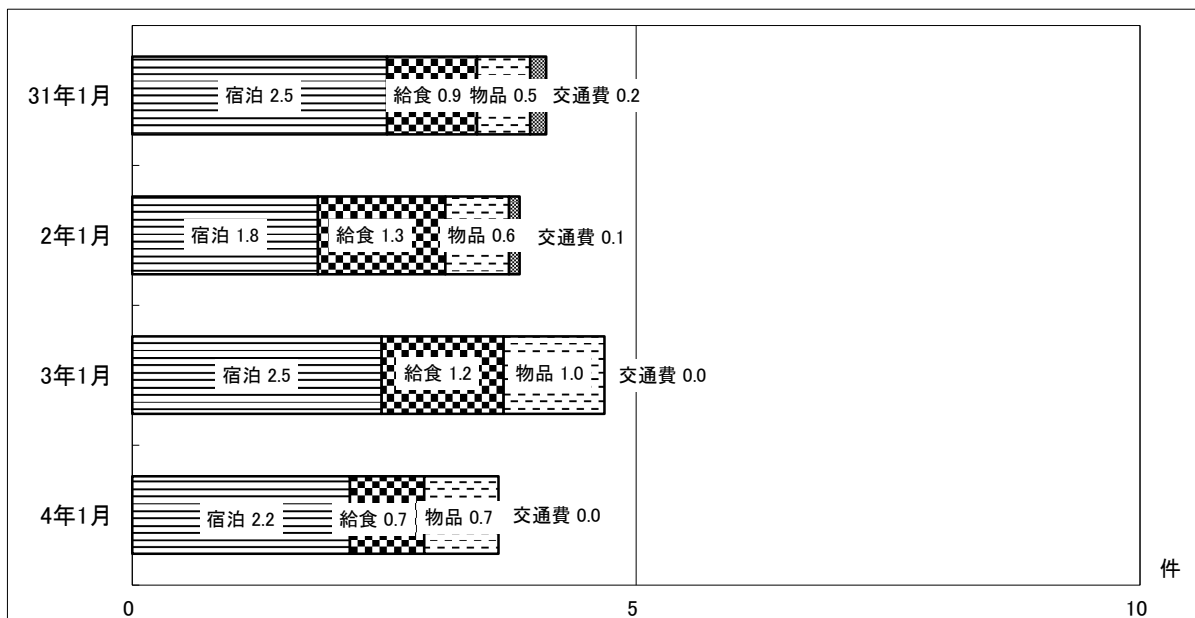 31年1月 宿泊 2.5 給食 0.9 物品 0.5 交通費 0.2
2年1月 宿泊 1.8 給食 1.3 物品 0.6 交通費 0.1
3年1月 宿泊 2.5 給食 1.2 物品 1.0 交通費 0.0
4年1月 宿泊 2.2 給食 0.7 物品 0.7 交通費 0.0
件
0 5 10